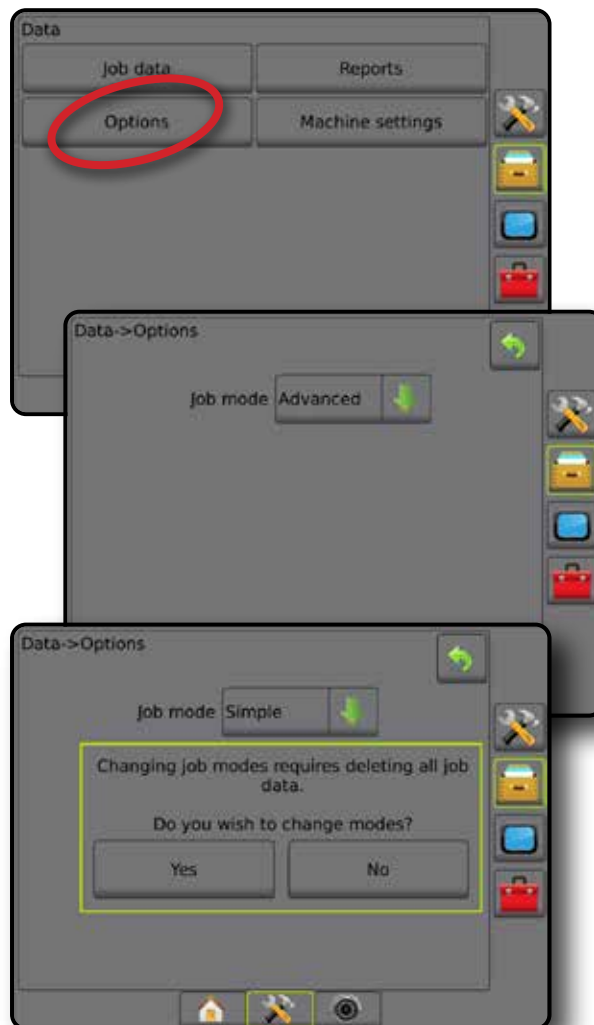 Data
Job data Reports
Options Machine settings
Data->Options
Job mode Advanced
Data->Options
Job mode Simple
Changing job modes requires deleting all job
data.
Do you wish to change modes?
Yes No